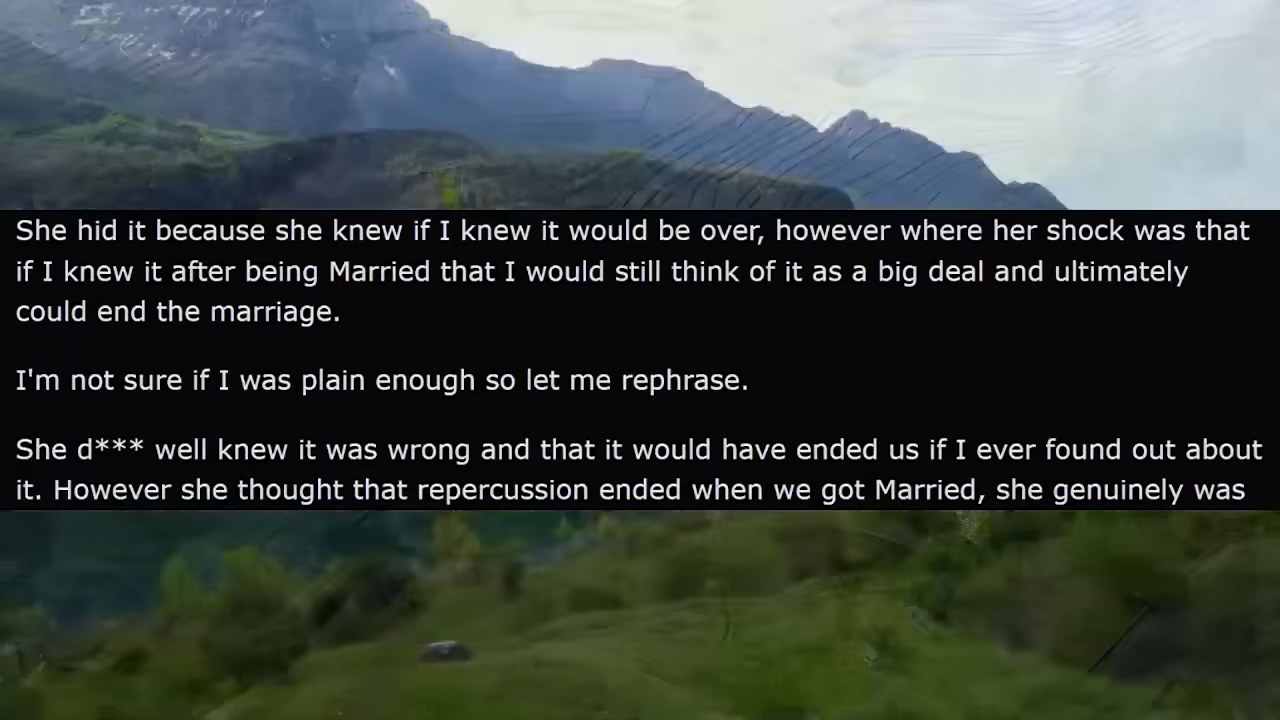 She hid it because she knew if I knew it would be over, however where her shock was that
if I knew it after being Married that I would still think of it as a big deal and ultimately
could end the marriage.
I'm not sure if I was plain enough so let me rephrase.
She d*** well knew it was wrong and that it would have ended us if I ever found out about
it. However she thought that repercussion ended when we got Married, she genuinely was